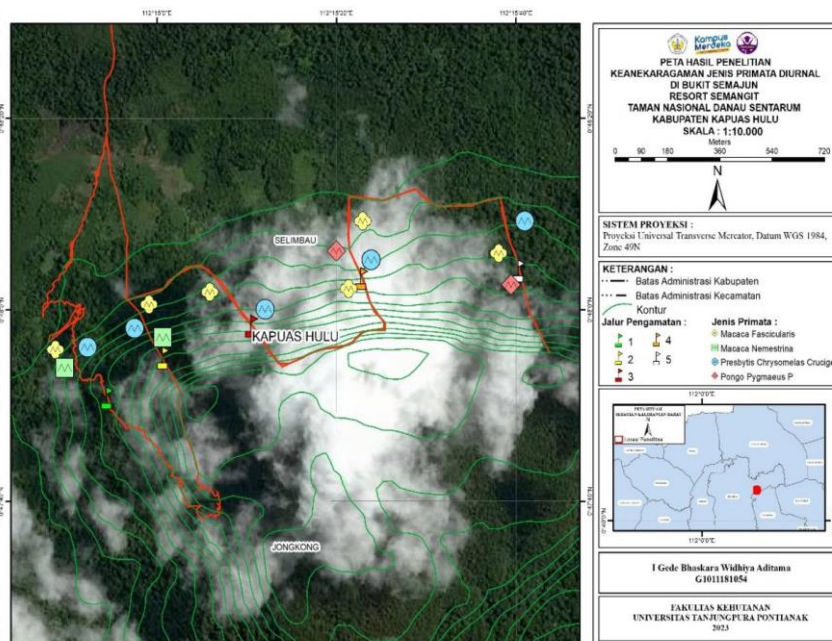 112°15'0"E
112°15'20"E
112°15'40"E
SELIMBAU
KAPUAS HULU
JONGKONG
Kampus
Merdeka
PETA HASIL PENELITIAN
KEANEKARAGAMAN JENIS PRIMATA DIURNAL
DI BUKIT SEMAJUN
RESORT SEMANGIT
TAMAN NASIONAL DANAU SENTARUM
KABUPATEN KAPUAS HULU
SKALA : 1:10.000
Meters
0 90 180 360 540 720
N
SISTEM PROYEKSI :
Proyeksi Universal Transverse Mercator, Datum WGS 1984,
Zone 49N
KETERANGAN :
Batas Administrasi Kabupaten
Batas Administrasi Kecamatan
Kontur
Jalur Pengamatan :
1
2
3
4
5
Jenis Primata :
Macaca Fascicularis
Macaca Nemestrina
Presbytis Chrysomelas Crucige
Pongo Pygmaeus P
112°0'0"E
N
Lokasi Penelitian
112°0'0"E
I Gede Bhaskara Widhiya Aditama
G1011181054
FAKULTAS KEHUTANAN
UNIVERSITAS TANJUNGPURA PONTIANAK
2023